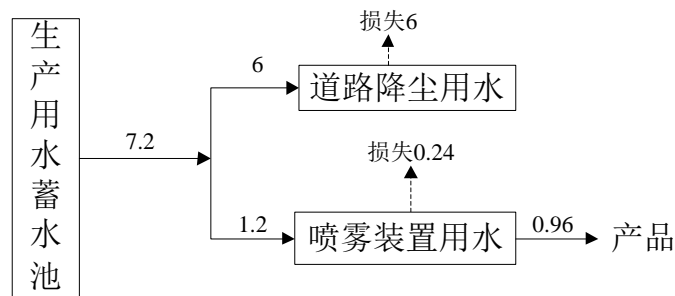 生产用水蓄水池
7.2
6
道路降尘用水
损失6
1.2
喷雾装置用水
损失0.24
0.96
产品